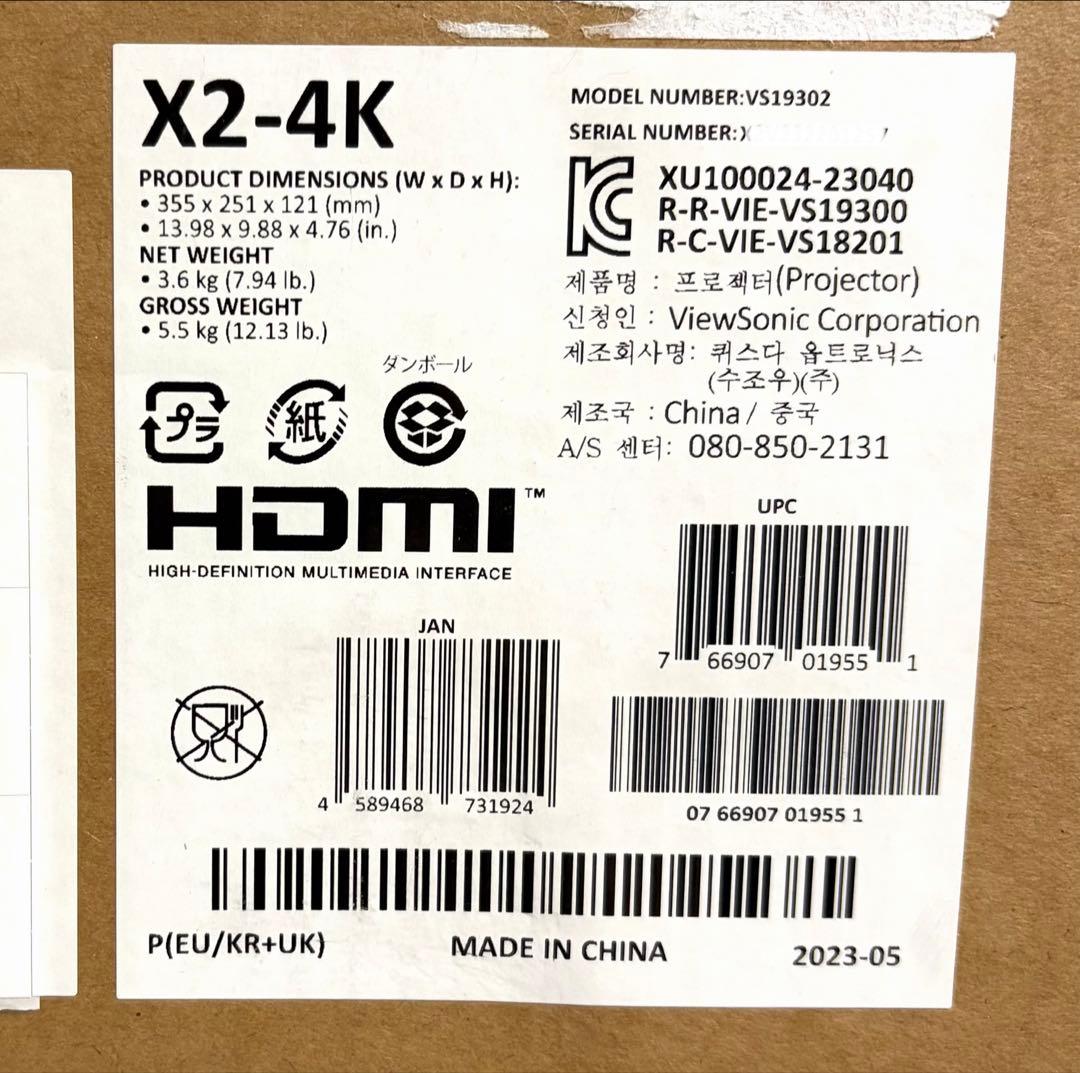 X2-4K
PRODUCT DIMENSIONS (W x D x H):
• 355 x 251 x 121 (mm)
• 13.98 x 9.88 x 4.76 (in.)
NET WEIGHT
• 3.6 kg (7.94 lb.)
GROSS WEIGHT
• 5.5 kg (12.13 lb.)
MODEL NUMBER:VS19302
SERIAL NUMBER:X
XU100024-23040
R-R-VIE-VS19300
R-C-VIE-VS18201
제품명 : 프로젝터(Projector)
신청인 : ViewSonic Corporation
제조회사명: 퀴스다 옵트로닉스
(수조우)(주)
제조국 : China / 중국
A/S 센터: 080-850-2131
ダンボール
プラ
紙
HDMI™
HIGH-DEFINITION MULTIMEDIA INTERFACE
UPC
7 66907 01955 1
JAN
4 589468 731924
07 66907 01955 1
P(EU/KR+UK)
MADE IN CHINA
2023-05